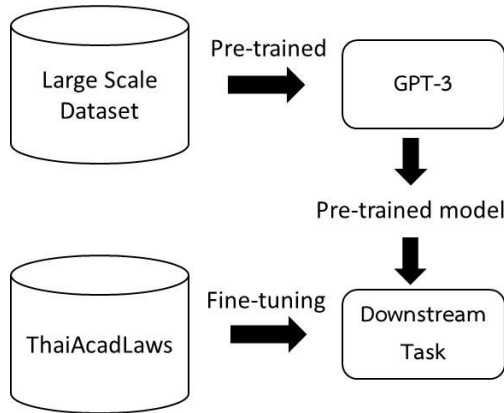 Pre-trained
Large Scale
Dataset
GPT-3
Pre-trained model
Fine-tuning
ThaiAcadLaws
Downstream
Task